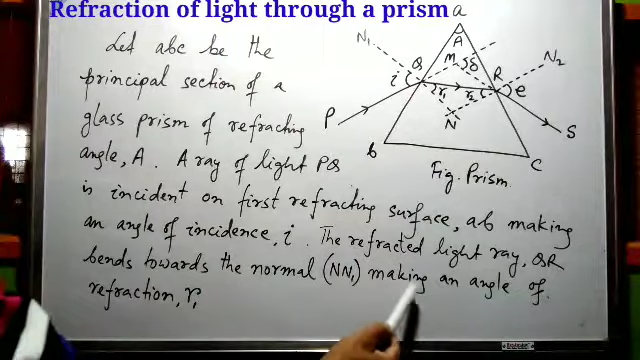 Refraction of light through a prism
Let abc be the
principal section of a
glass prism of refracting
angle, A. A ray of light PQ
is incident on first refracting surface, ab making
an angle of incidence, i. The refracted light ray, QR
bends towards the normal (NN1) making an angle of
refraction, r1
a
A
N1
N2
M
δ
Q
R
i
r1
r2
e
P
N
S
b
c
Fig. Prism.